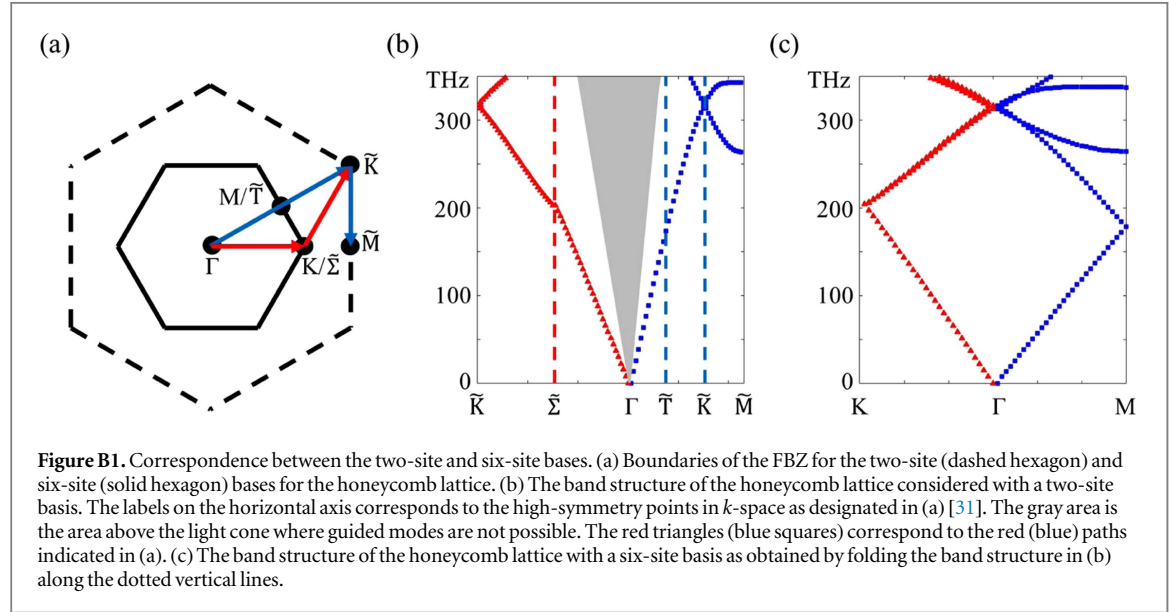 (a)
(b)
(c)
K̃
M/T̃
M̃
Γ
K/Σ̃
THz
300
200
100
0
K̃ Σ̃ Γ T̃ K̃ M̃
THz
300
200
100
0
K Γ M
Figure B1. Correspondence between the two-site and six-site bases. (a) Boundaries of the FBZ for the two-site (dashed hexagon) and
six-site (solid hexagon) bases for the honeycomb lattice. (b) The band structure of the honeycomb lattice considered with a two-site
basis. The labels on the horizontal axis corresponds to the high-symmetry points in k-space as designated in (a) [31]. The gray area is
the area above the light cone where guided modes are not possible. The red triangles (blue squares) correspond to the red (blue) paths
indicated in (a). (c) The band structure of the honeycomb lattice with a six-site basis as obtained by folding the band structure in (b)
along the dotted vertical lines.